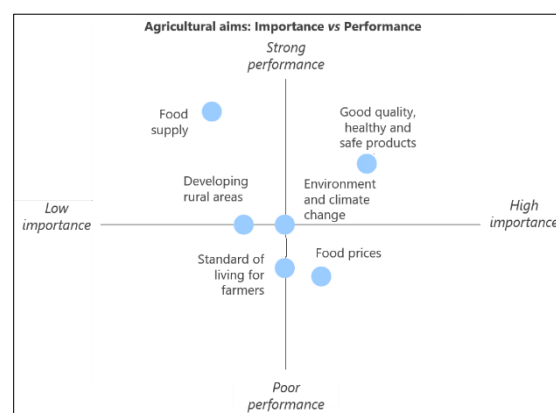 Agricultural aims: Importance vs Performance
Strong
performance
Food
supply
Good quality,
healthy and
safe products
Developing
rural areas
Environment
and climate
change
Low
importance
High
importance
Standard of
living for
farmers
Food prices
Poor
performance